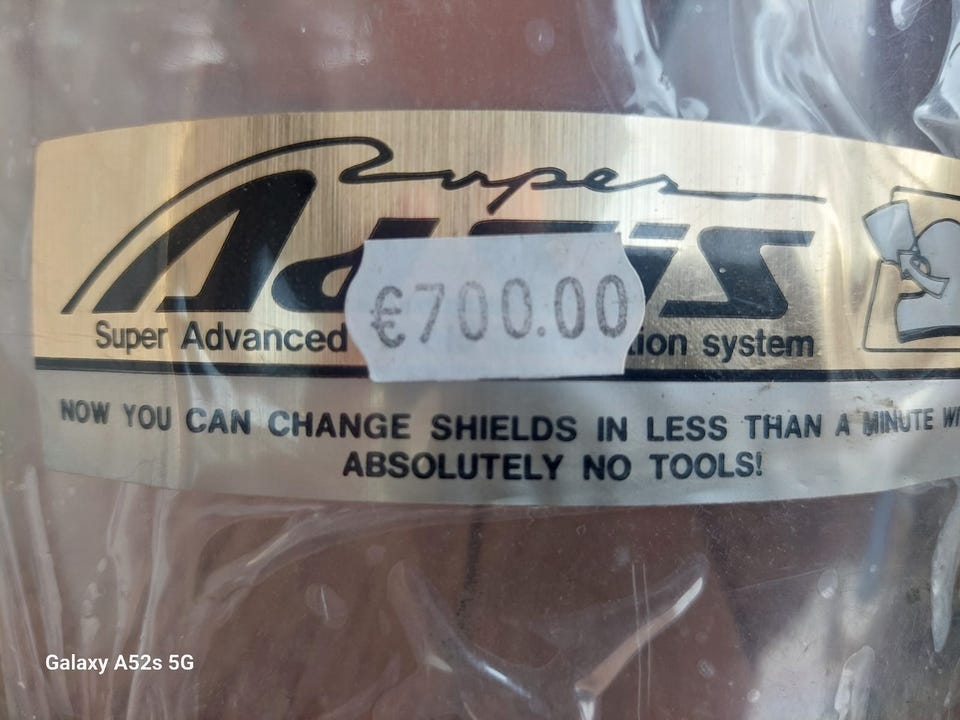 Super
€700.00
Super Advanced system
NOW YOU CAN CHANGE SHIELDS IN LESS THAN A MINUTE
ABSOLUTELY NO TOOLS!
Galaxy A52s 5G